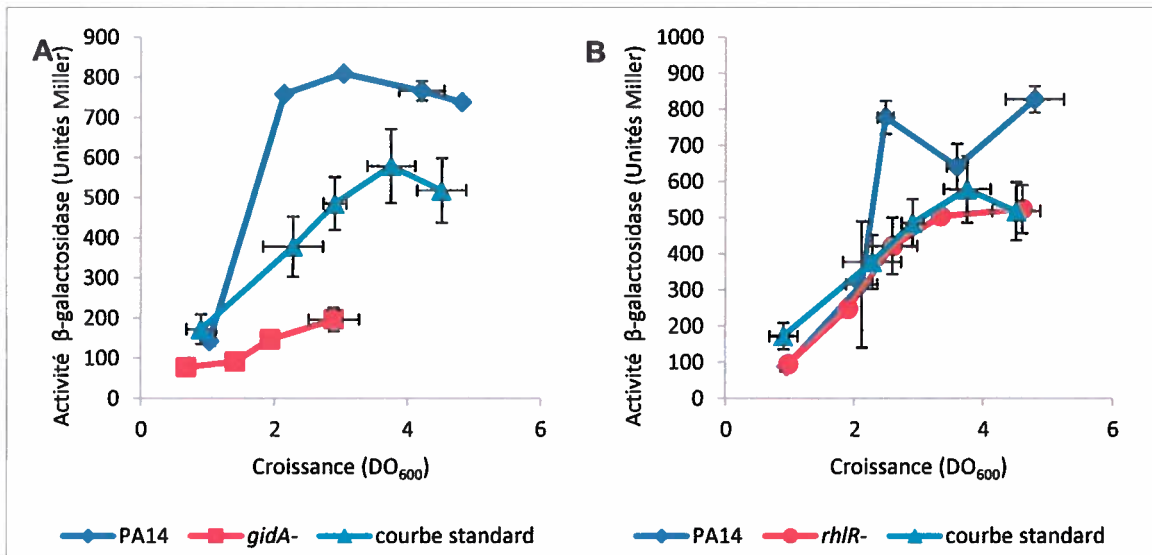 A
Activité β-galactosidase (Unités Miller)
900
800
700
600
500
400
300
200
100
0
0
2
4
6
Croissance (DO600)
PA14
gidA-
courbe standard
B
Activité β-galactosidase (Unités Miller)
1000
900
800
700
600
500
400
300
200
100
0
0
2
4
6
Croissance (DO600)
PA14
rhlR-
courbe standard